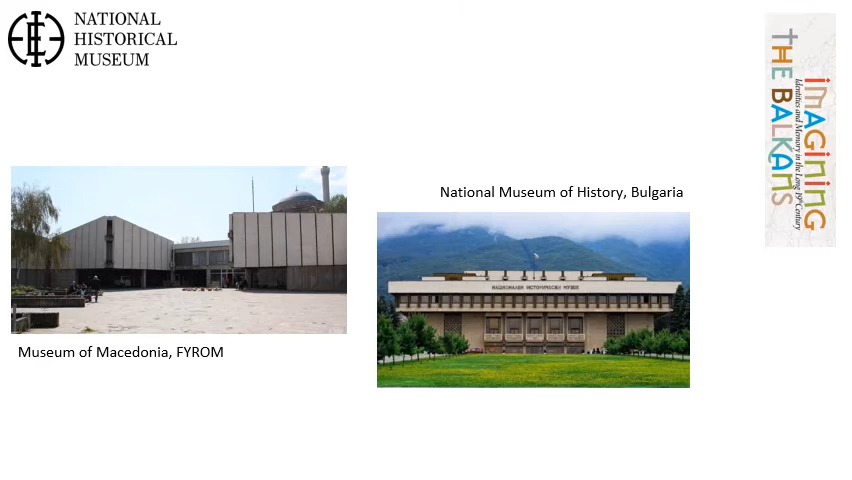 NATIONAL
HISTORICAL
MUSEUM
IMAGINING
Identities and Memory in the Long 19th Century
THE BALKANS
National Museum of History, Bulgaria
НАЦИОНАЛЕН ИСТОРИЧЕСКИ МУЗЕЙ
Museum of Macedonia, FYROM